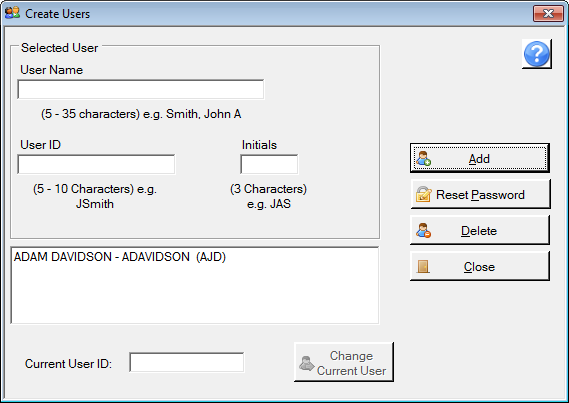 Create Users
Selected User
User Name
(5 - 35 characters) e.g. Smith, John A
User ID
Initials
(5 - 10 Characters) e.g.
JSmith
(3 Characters)
e.g. JAS
Add
Reset Password
Delete
Close
ADAM DAVIDSON - ADAVIDSON (AJD)
Current User ID:
Change
Current User